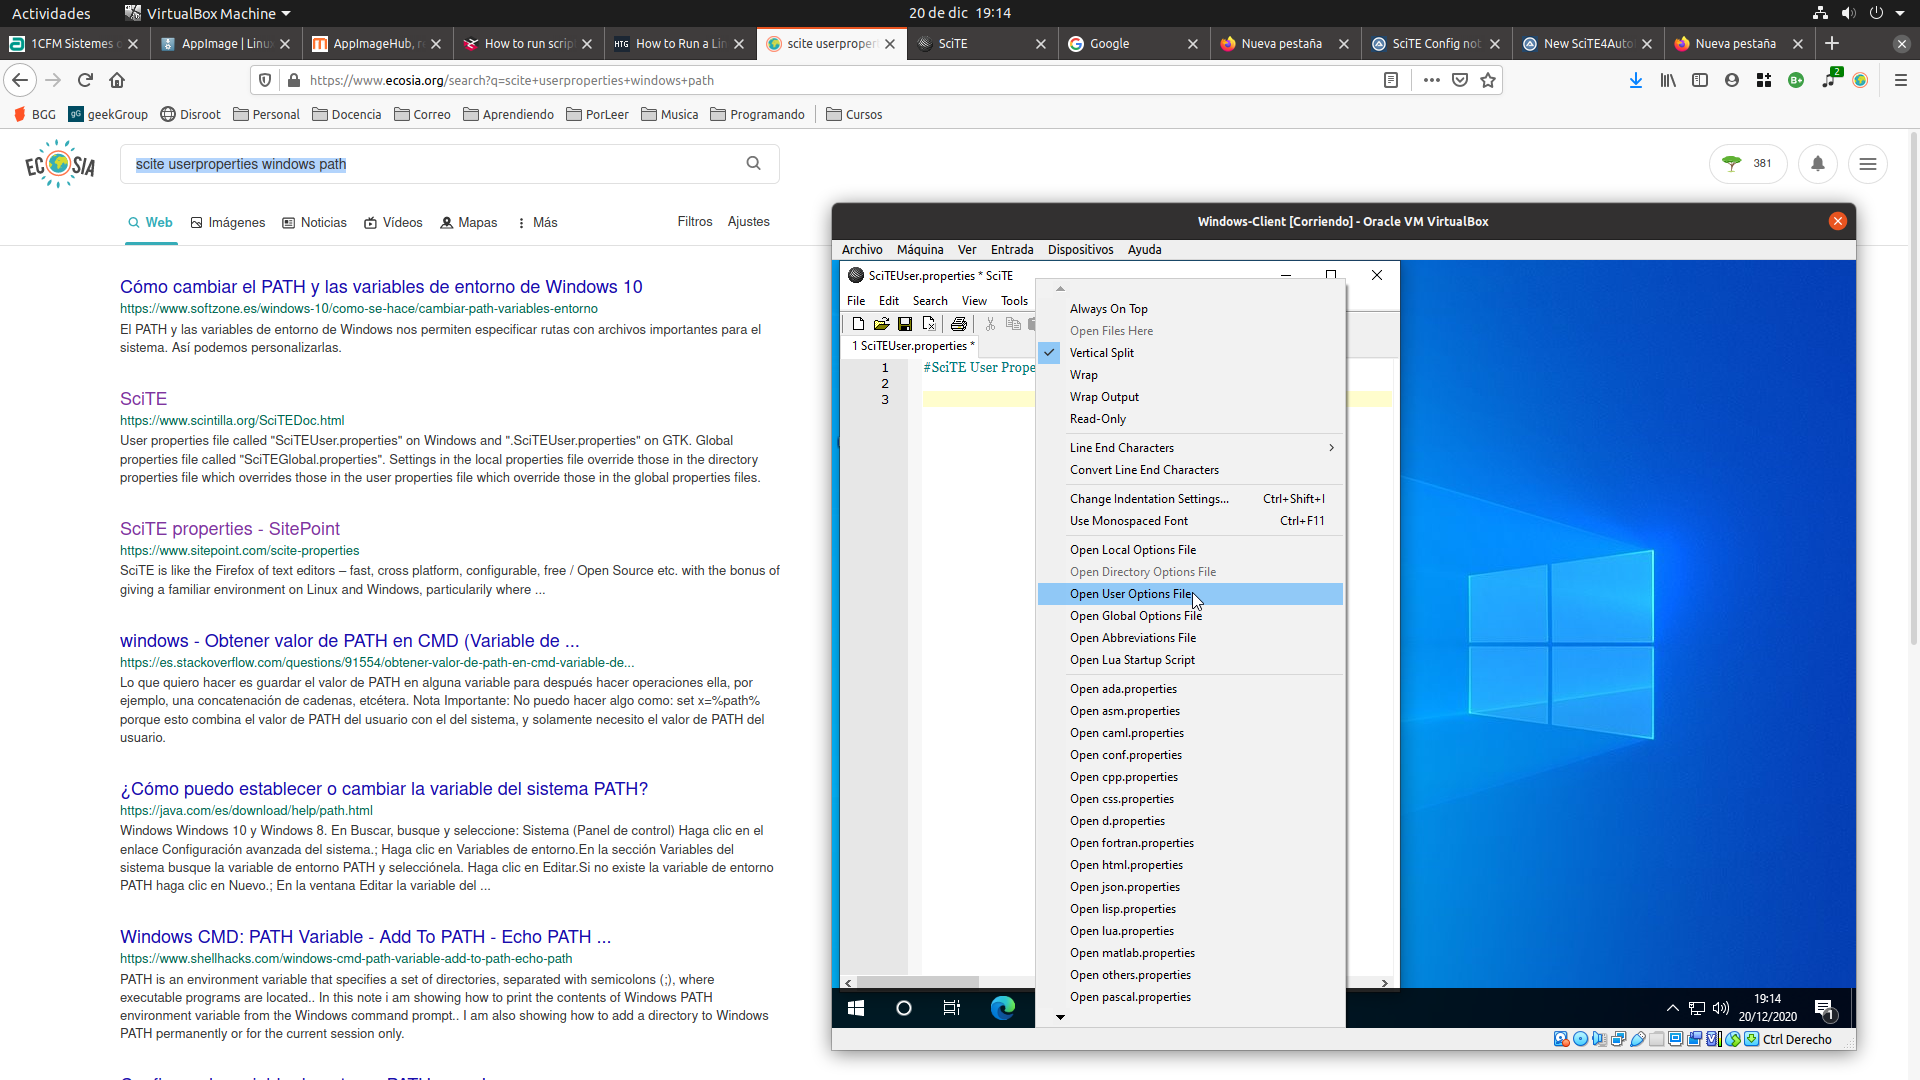 Actividades
VirtualBox Machine
20 de dic 19:14
1CFM Sistemes o
AppImage | Linu
AppImageHub, r
How to run scrip
HTG
How to Run a Lin
scite userproperti
SciTE
Google
Nueva pestaña
SciTE Config not
New SciTE4Auto
Nueva pestaña
https://www.ecosia.org/search?q=scite+userproperties+windows+path
2
BGG
gG
geekGroup
Disroot
Personal
Docencia
Correo
Aprendiendo
PorLeer
Musica
Programando
Cursos
ECOSIA
scite userproperties windows path
381
Web
Imágenes
Noticias
Vídeos
Mapas
Más
Filtros
Ajustes
Cómo cambiar el PATH y las variables de entorno de Windows 10
https://www.softzone.es/windows-10/como-se-hace/cambiar-path-variables-entorno
El PATH y las variables de entorno de Windows nos permiten especificar rutas con archivos importantes para el
sistema. Así podemos personalizarlas.
SciTE
https://www.scintilla.org/SciTEDoc.html
User properties file called "SciTEUser.properties" on Windows and ".SciTEUser.properties" on GTK. Global
properties file called "SciTEGlobal.properties". Settings in the local properties file override those in the directory
properties file which overrides those in the user properties file which override those in the global properties files.
SciTE properties - SitePoint
https://www.sitepoint.com/scite-properties
SciTE is like the Firefox of text editors – fast, cross platform, configurable, free / Open Source etc. with the bonus of
giving a familiar environment on Linux and Windows, particularily where ...
windows - Obtener valor de PATH en CMD (Variable de ...
https://es.stackoverflow.com/questions/91554/obtener-valor-de-path-en-cmd-variable-de...
Lo que quiero hacer es guardar el valor de PATH en alguna variable para después hacer operaciones ella, por
ejemplo, una concatenación de cadenas, etcétera. Nota Importante: No puedo hacer algo como: set x=%path%
porque esto combina el valor de PATH del usuario con el del sistema, y solamente necesito el valor de PATH del
usuario.
¿Cómo puedo establecer o cambiar la variable del sistema PATH?
https://java.com/es/download/help/path.html
Windows Windows 10 y Windows 8. En Buscar, busque y seleccione: Sistema (Panel de control) Haga clic en el
enlace Configuración avanzada del sistema.; Haga clic en Variables de entorno.En la sección Variables del
sistema busque la variable de entorno PATH y selecciónela. Haga clic en Editar.Si no existe la variable de entorno
PATH haga clic en Nuevo.; En la ventana Editar la variable del ...
Windows CMD: PATH Variable - Add To PATH - Echo PATH ...
https://www.shellhacks.com/windows-cmd-path-variable-add-to-path-echo-path
PATH is an environment variable that specifies a set of directories, separated with semicolons (;), where
executable programs are located.. In this note i am showing how to print the contents of Windows PATH
environment variable from the Windows command prompt.. I am also showing how to add a directory to Windows
PATH permanently or for the current session only.
Windows-Client [Corriendo] - Oracle VM VirtualBox
Archivo
Máquina
Ver
Entrada
Dispositivos
Ayuda
SciTEUser.properties * SciTE
File
Edit
Search
View
Tools
1 SciTEUser.properties *
1
#SciTE User Prope
2
3
Always On Top
Open Files Here
Vertical Split
Wrap
Wrap Output
Read-Only
Line End Characters
Convert Line End Characters
Change Indentation Settings... Ctrl+Shift+I
Use Monospaced Font Ctrl+F11
Open Local Options File
Open Directory Options File
Open User Options File
Open Global Options File
Open Abbreviations File
Open Lua Startup Script
Open ada.properties
Open asm.properties
Open caml.properties
Open conf.properties
Open cpp.properties
Open css.properties
Open d.properties
Open fortran.properties
Open html.properties
Open json.properties
Open lisp.properties
Open lua.properties
Open matlab.properties
Open others.properties
Open pascal.properties
19:14
20/12/2020
1
Ctrl Derecho